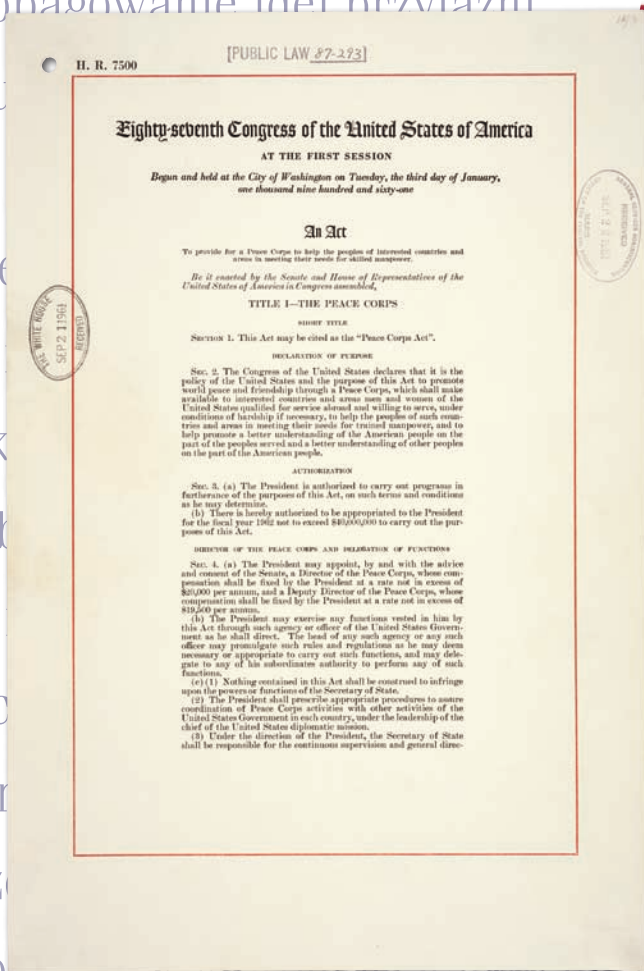 opagowanie idei przyjaźni
[PUBLIC LAW 87-293]
H. R. 7500
Eighty-seventh Congress of the United States of America
AT THE FIRST SESSION
Begun and held at the City of Washington on Tuesday, the third day of January,
one thousand nine hundred and sixty-one
An Act
To provide for a Peace Corps to help the peoples of interested countries and
areas in meeting their needs for skilled manpower.
Be it enacted by the Senate and House of Representatives of the
United States of America in Congress assembled,
TITLE I—THE PEACE CORPS
SHORT TITLE
SECTION 1. This Act may be cited as the “Peace Corps Act”.
DECLARATION OF PURPOSE
SEC. 2. The Congress of the United States declares that it is the
policy of the United States and the purpose of this Act to promote
world peace and friendship through a Peace Corps, which shall make
available to interested countries and areas men and women of the
United States qualified for service abroad and willing to serve, under
conditions of hardship if necessary, to help the peoples of such coun-
tries and areas in meeting their needs for trained manpower, and to
help promote a better understanding of the American people on the
part of the peoples served and a better understanding of other peoples
on the part of the American people.
AUTHORIZATION
SEC. 3. (a) The President is authorized to carry out programs in
furtherance of the purposes of this Act, on such terms and conditions
as he may determine.
(b) There is hereby authorized to be appropriated to the President
for the fiscal year 1962 not to exceed $40,000,000 to carry out the pur-
poses of this Act.
DIRECTOR OF THE PEACE CORPS AND DELEGATION OF FUNCTIONS
SEC. 4. (a) The President may appoint, by and with the advice
and consent of the Senate, a Director of the Peace Corps, whose com-
pensation shall be fixed by the President at a rate not in excess of
$20,000 per annum, and a Deputy Director of the Peace Corps, whose
compensation shall be fixed by the President at a rate not in excess of
$19,500 per annum.
(b) The President may exercise any functions vested in him by
this Act through such agency or officer of the United States Govern-
ment as he shall direct. The head of any such agency or any such
officer may promulgate such rules and regulations as he may deem
necessary or appropriate to carry out such functions, and may dele-
gate to any of his subordinates authority to perform any of such
functions.
(c)(1) Nothing contained in this Act shall be construed to infringe
upon the powers or functions of the Secretary of State.
(2) The President shall prescribe appropriate procedures to assure
coordination of Peace Corps activities with other activities of the
United States Government in each country, under the leadership of the
chief of the United States diplomatic mission.
(3) Under the direction of the President, the Secretary of State
shall be responsible for the continuous supervision and general direc-
THE WHITE HOUSE
SEP 21 1961
RECEIVED
RECEIVED